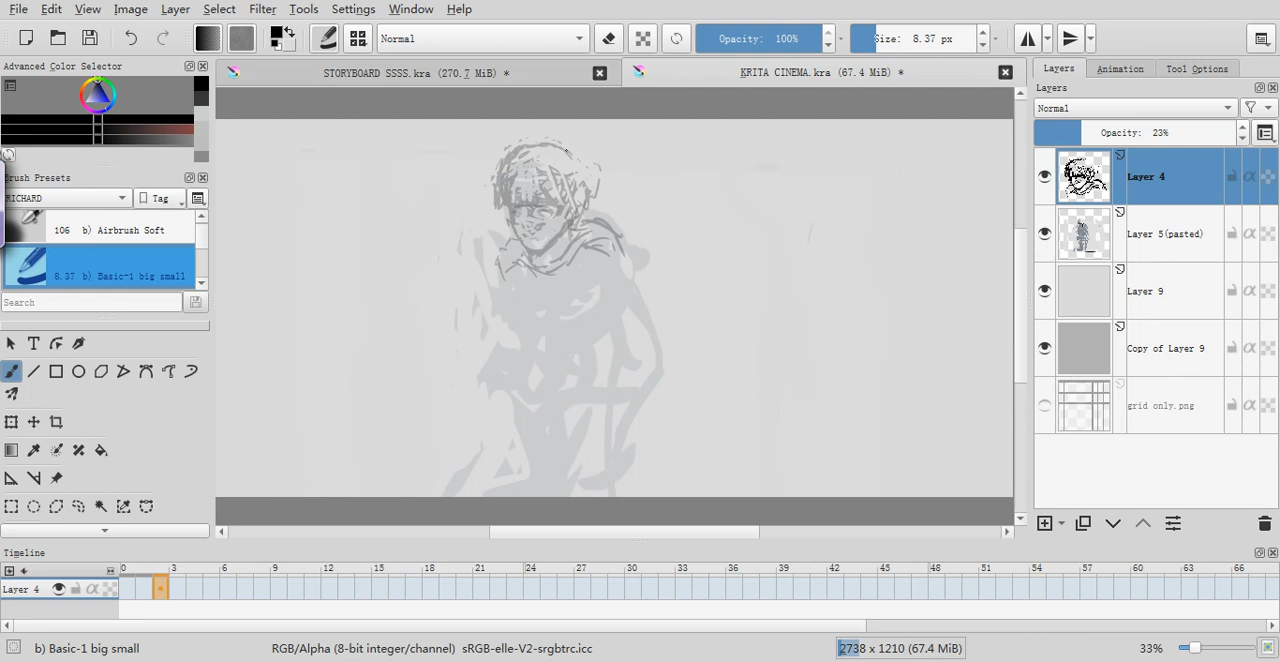 File Edit View Image Layer Select Filter Tools Settings Window Help
Normal
Opacity: 100%
Size: 8.37 px
Advanced Color Selector
STORYBOARD SSSS.kra (270.7 MiB) *
KRITA CINEMA.kra (67.4 MiB) *
Layers Animation Tool Options
Layers
Normal
Opacity: 23%
Layer 4
Brush Presets
RICHARD
Tag
106 b) Airbrush Soft
8.37 b) Basic-1 big small
Search
Layer 5(pasted)
Layer 9
Copy of Layer 9
grid only.png
Timeline
0 3 6 9 12 15 18 21 24 27 30 33 36 39 42 45 48 51 54 57 60 63 66
Layer 4
b) Basic-1 big small
RGB/Alpha (8-bit integer/channel) sRGB-elle-V2-srgbtrc.icc
2738 x 1210 (67.4 MiB)
33%